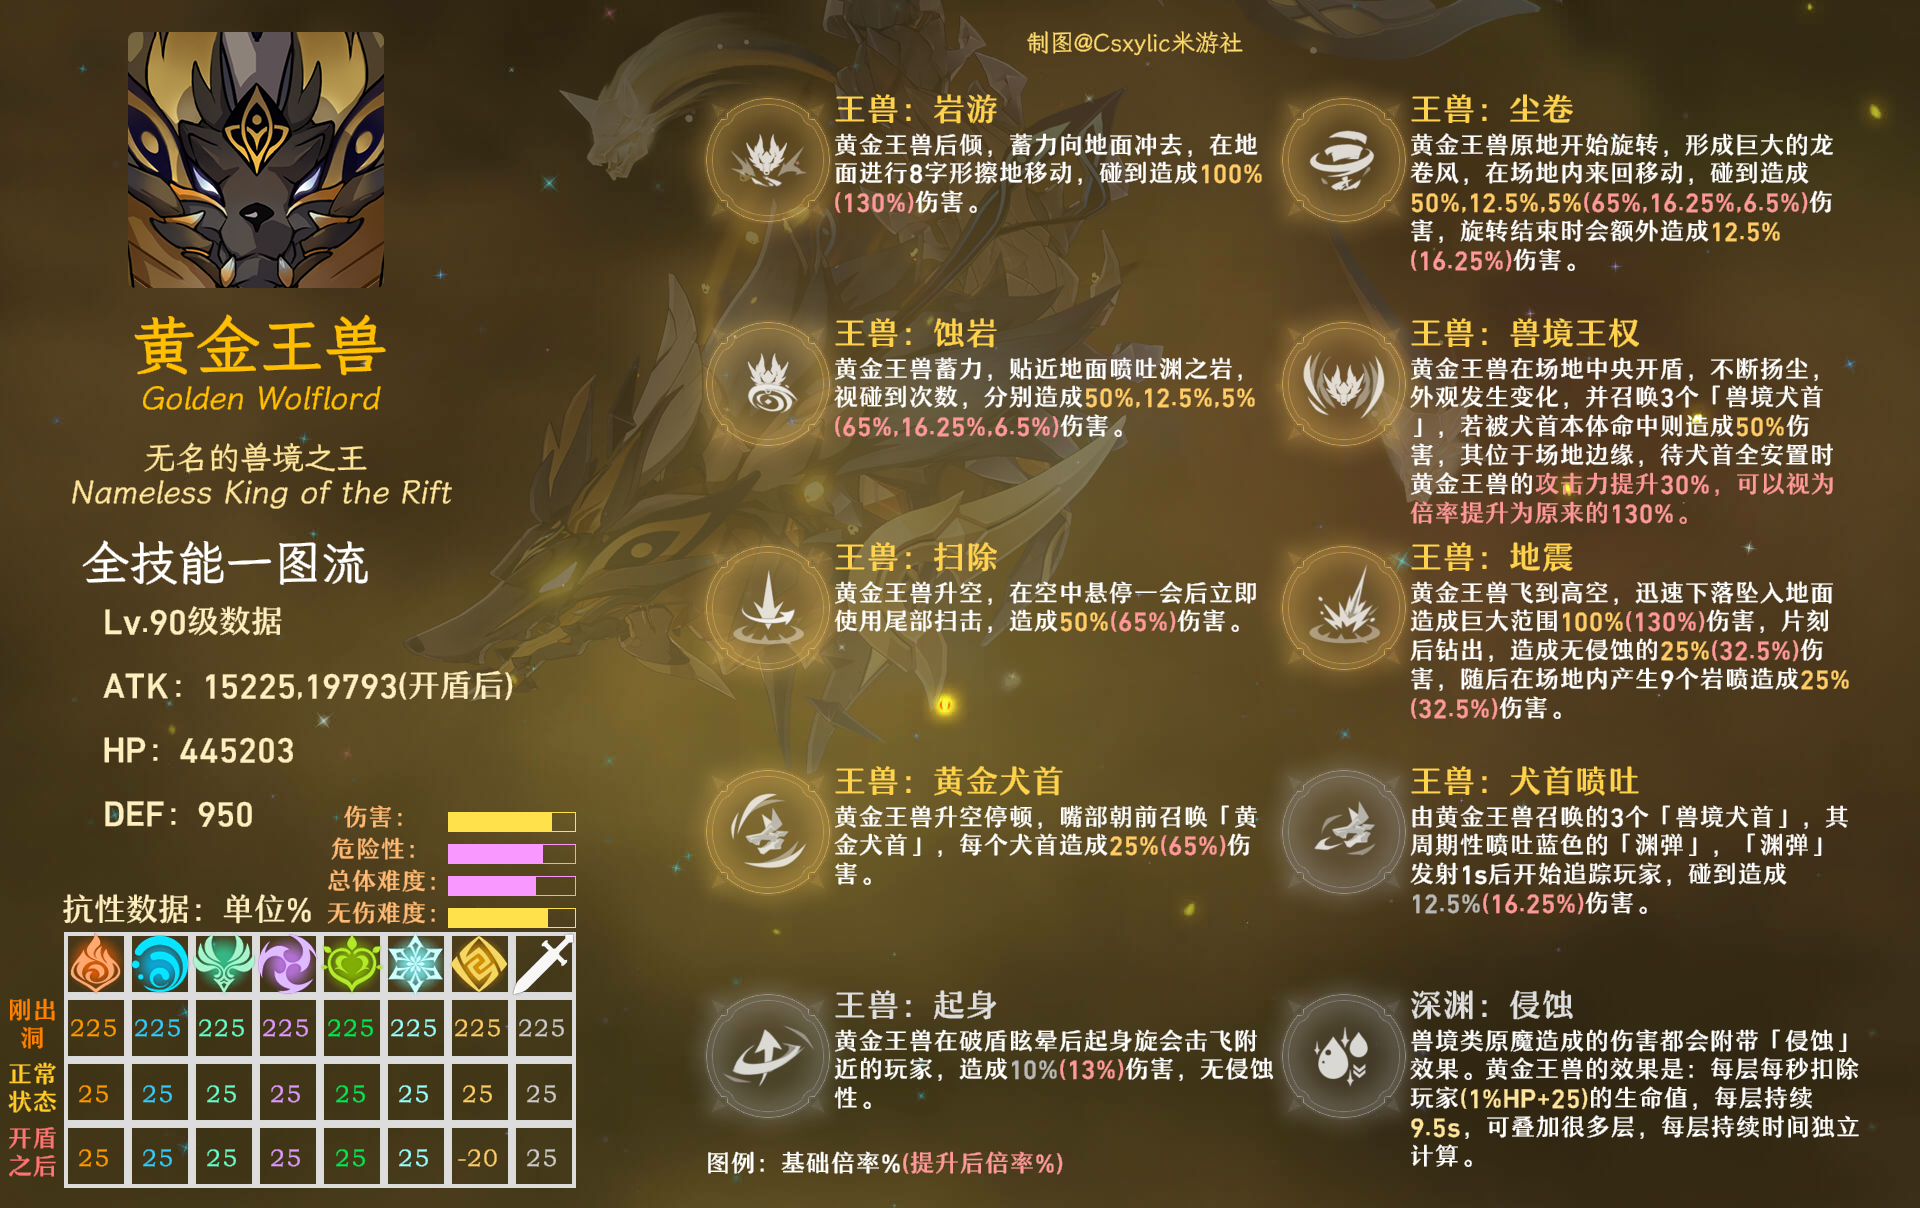 制图@Csxylic米游社
黄金王兽
Golden Wolflord
无名的兽境之王
Nameless King of the Rift
全技能一图流
Lv.90级数据
ATK：15225,19793(开盾后)
HP：445203
DEF：950
伤害：
危险性：
总体难度：
无伤难度：
抗性数据：单位%
刚出
洞
225 225 225 225 225 225 225 225
正常
状态
25 25 25 25 25 25 25 25
开盾
之后
25 25 25 25 25 25 -20 25
王兽：岩游
黄金王兽后倾，蓄力向地面冲去，在地
面进行8字形擦地移动，碰到造成100%
(130%)伤害。
王兽：尘卷
黄金王兽原地开始旋转，形成巨大的龙
卷风，在场地内来回移动，碰到造成
50%,12.5%,5%(65%,16.25%,6.5%)伤
害，旋转结束时会额外造成12.5%
(16.25%)伤害。
王兽：蚀岩
黄金王兽蓄力，贴近地面喷吐渊之岩，
视碰到次数，分别造成50%,12.5%,5%
(65%,16.25%,6.5%)伤害。
王兽：兽境王权
黄金王兽在场地中央开盾，不断扬尘，
外观发生变化，并召唤3个「兽境犬首
」，若被犬首本体命中则造成50%伤
害，其位于场地边缘，待犬首全安置时
黄金王兽的攻击力提升30%，可以视为
倍率提升为原来的130%。
王兽：扫除
黄金王兽升空，在空中悬停一会后立即
使用尾部扫击，造成50%(65%)伤害。
王兽：地震
黄金王兽飞到高空，迅速下落坠入地面
造成巨大范围100%(130%)伤害，片刻
后钻出，造成无侵蚀的25%(32.5%)伤
害，随后在场地内产生9个岩喷造成25%
(32.5%)伤害。
王兽：黄金犬首
黄金王兽升空停顿，嘴部朝前召唤「黄
金犬首」，每个犬首造成25%(65%)伤
害。
王兽：犬首喷吐
由黄金王兽召唤的3个「兽境犬首」，其
周期性喷吐蓝色的「渊弹」，「渊弹」
发射1s后开始追踪玩家，碰到造成
12.5%(16.25%)伤害。
王兽：起身
黄金王兽在破盾眩晕后起身旋会击飞附
近的玩家，造成10%(13%)伤害，无侵蚀
性。
深渊：侵蚀
兽境类原魔造成的伤害都会附带「侵蚀」
效果。黄金王兽的效果是：每层每秒扣除
玩家(1%HP+25)的生命值，每层持续
9.5s，可叠加很多层，每层持续时间独立
计算。
图例：基础倍率%(提升后倍率%)